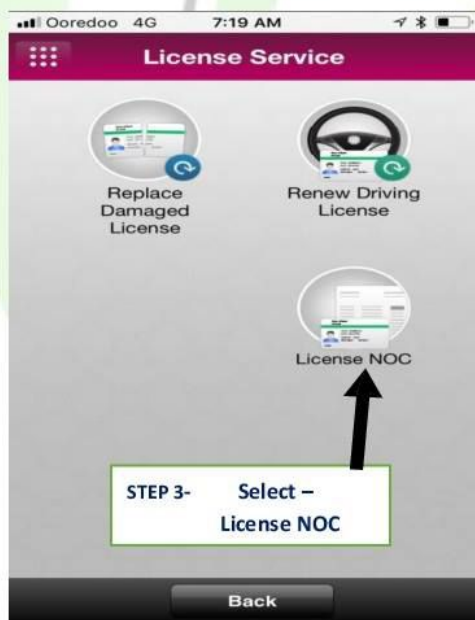 Ooredoo 4G 7:19 AM
License Service
Replace
Damaged
License
Renew Driving
License
License NOC
STEP 3- Select –
License NOC
Back